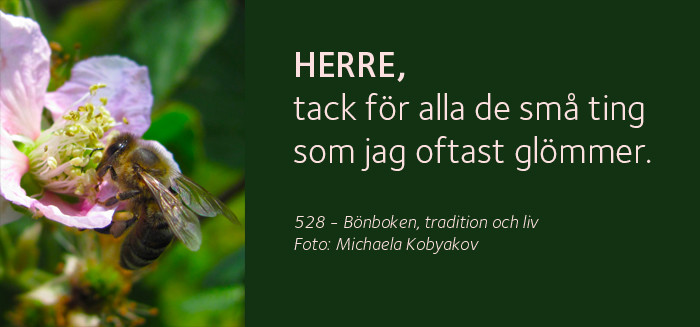 HERRE,
tack för alla de små ting
som jag oftast glömmer.
528 - Bönboken, tradition och liv
Foto: Michaela Kobyakov